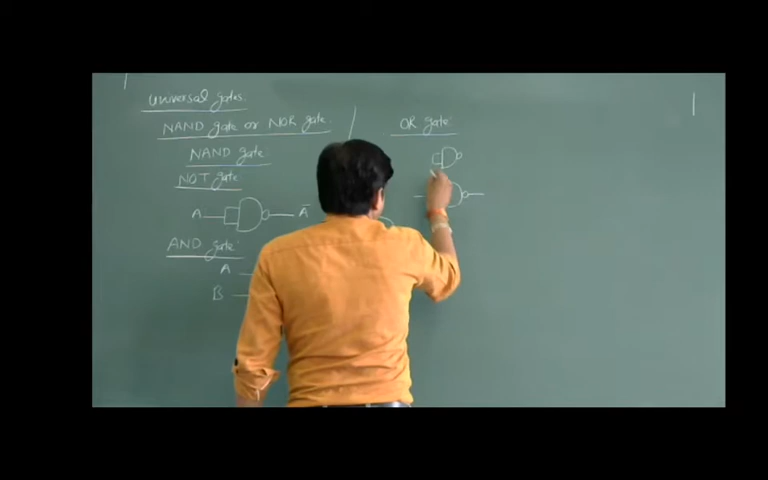 Universal gates:
NAND gate or NOR gate.
NAND gate
NOT gate
A Ā
AND gate:
A
B
OR gate: